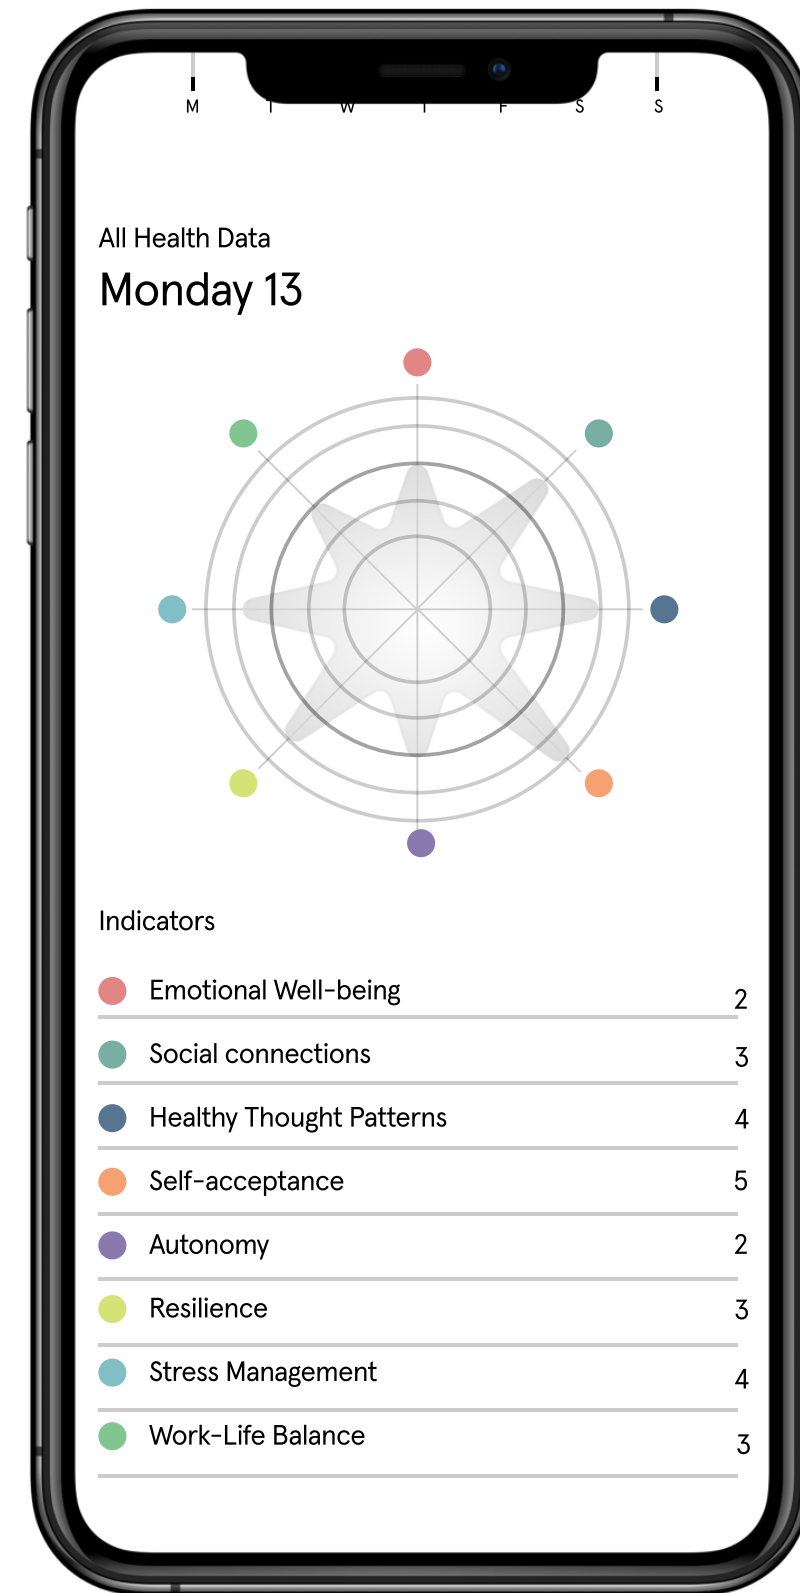 M T W T F S S
All Health Data
Monday 13
Indicators
Emotional Well-being 2
Social connections 3
Healthy Thought Patterns 4
Self-acceptance 5
Autonomy 2
Resilience 3
Stress Management 4
Work-Life Balance 3